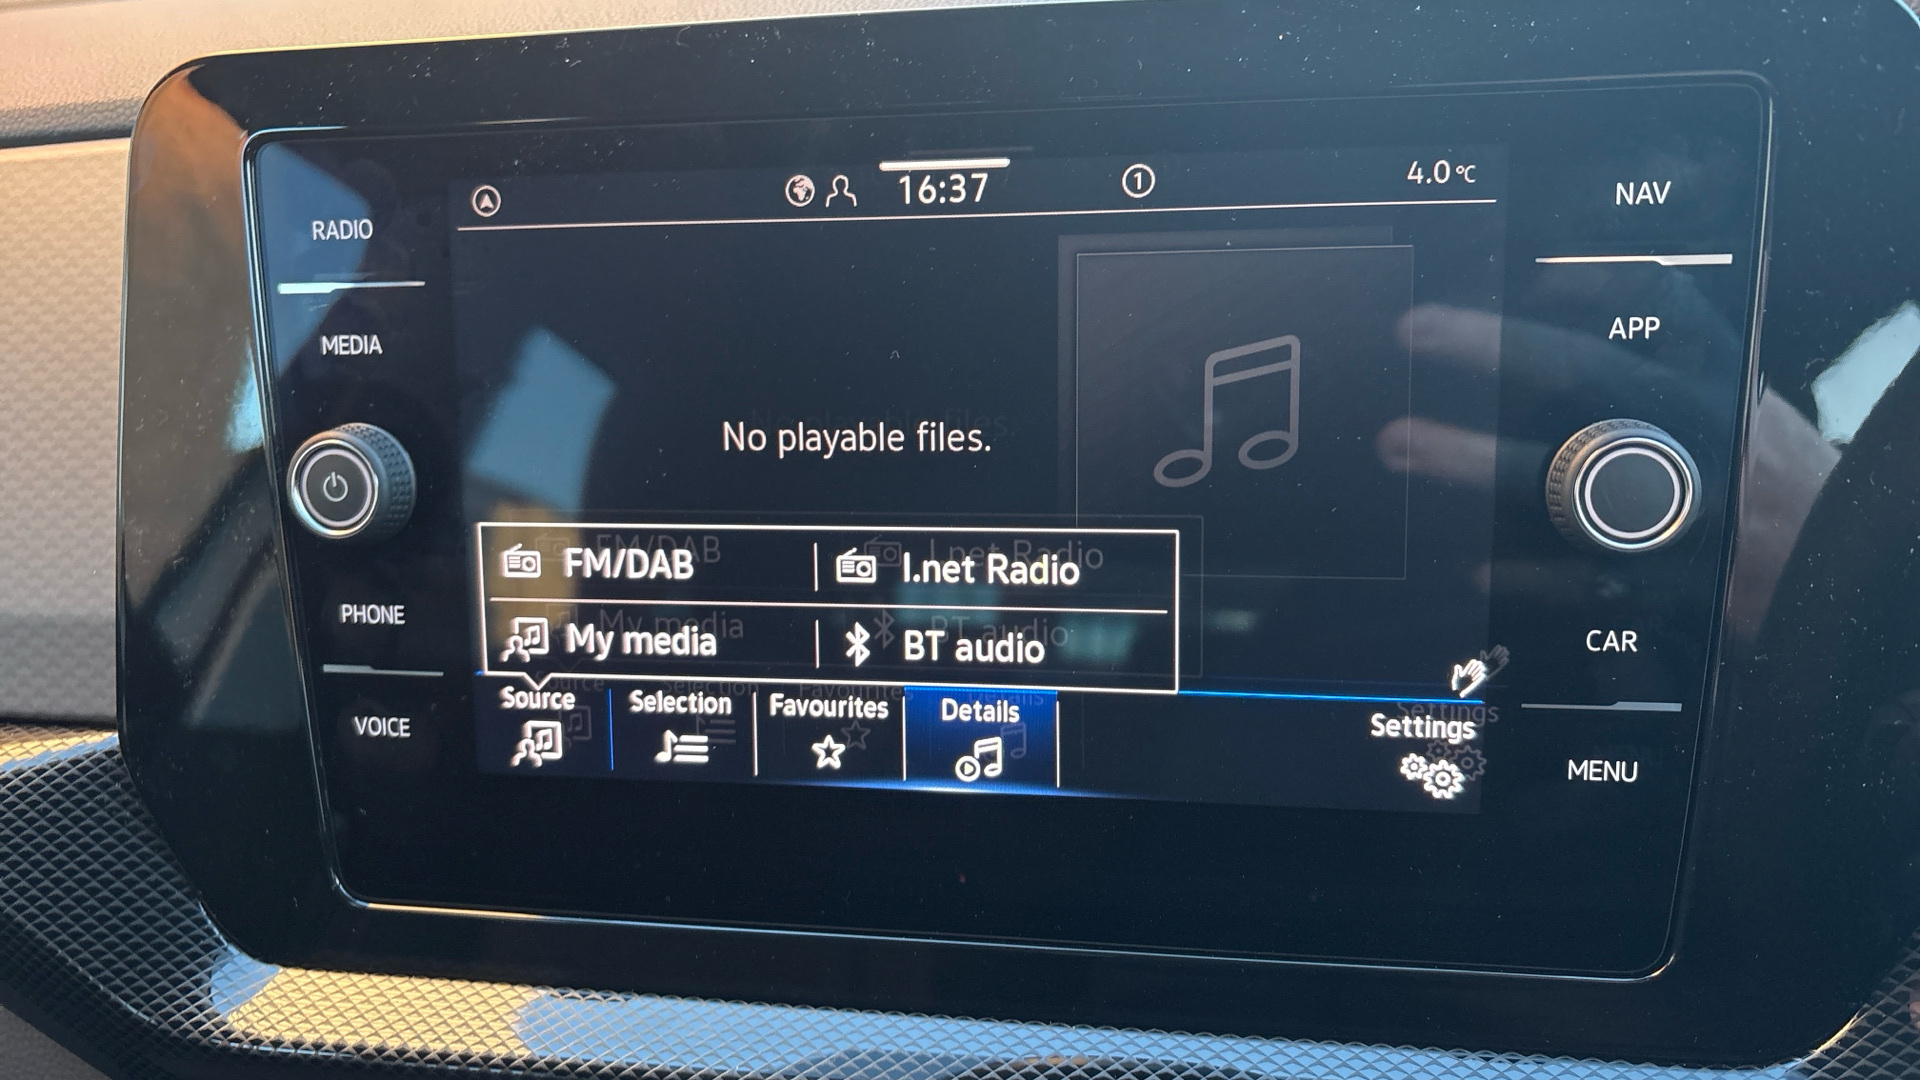 16:37
1
4.0 °C
RADIO
MEDIA
PHONE
VOICE
No playable files.
FM/DAB
I.net Radio
My media
BT audio
Source
Selection
Favourites
Details
Settings
NAV
APP
CAR
MENU